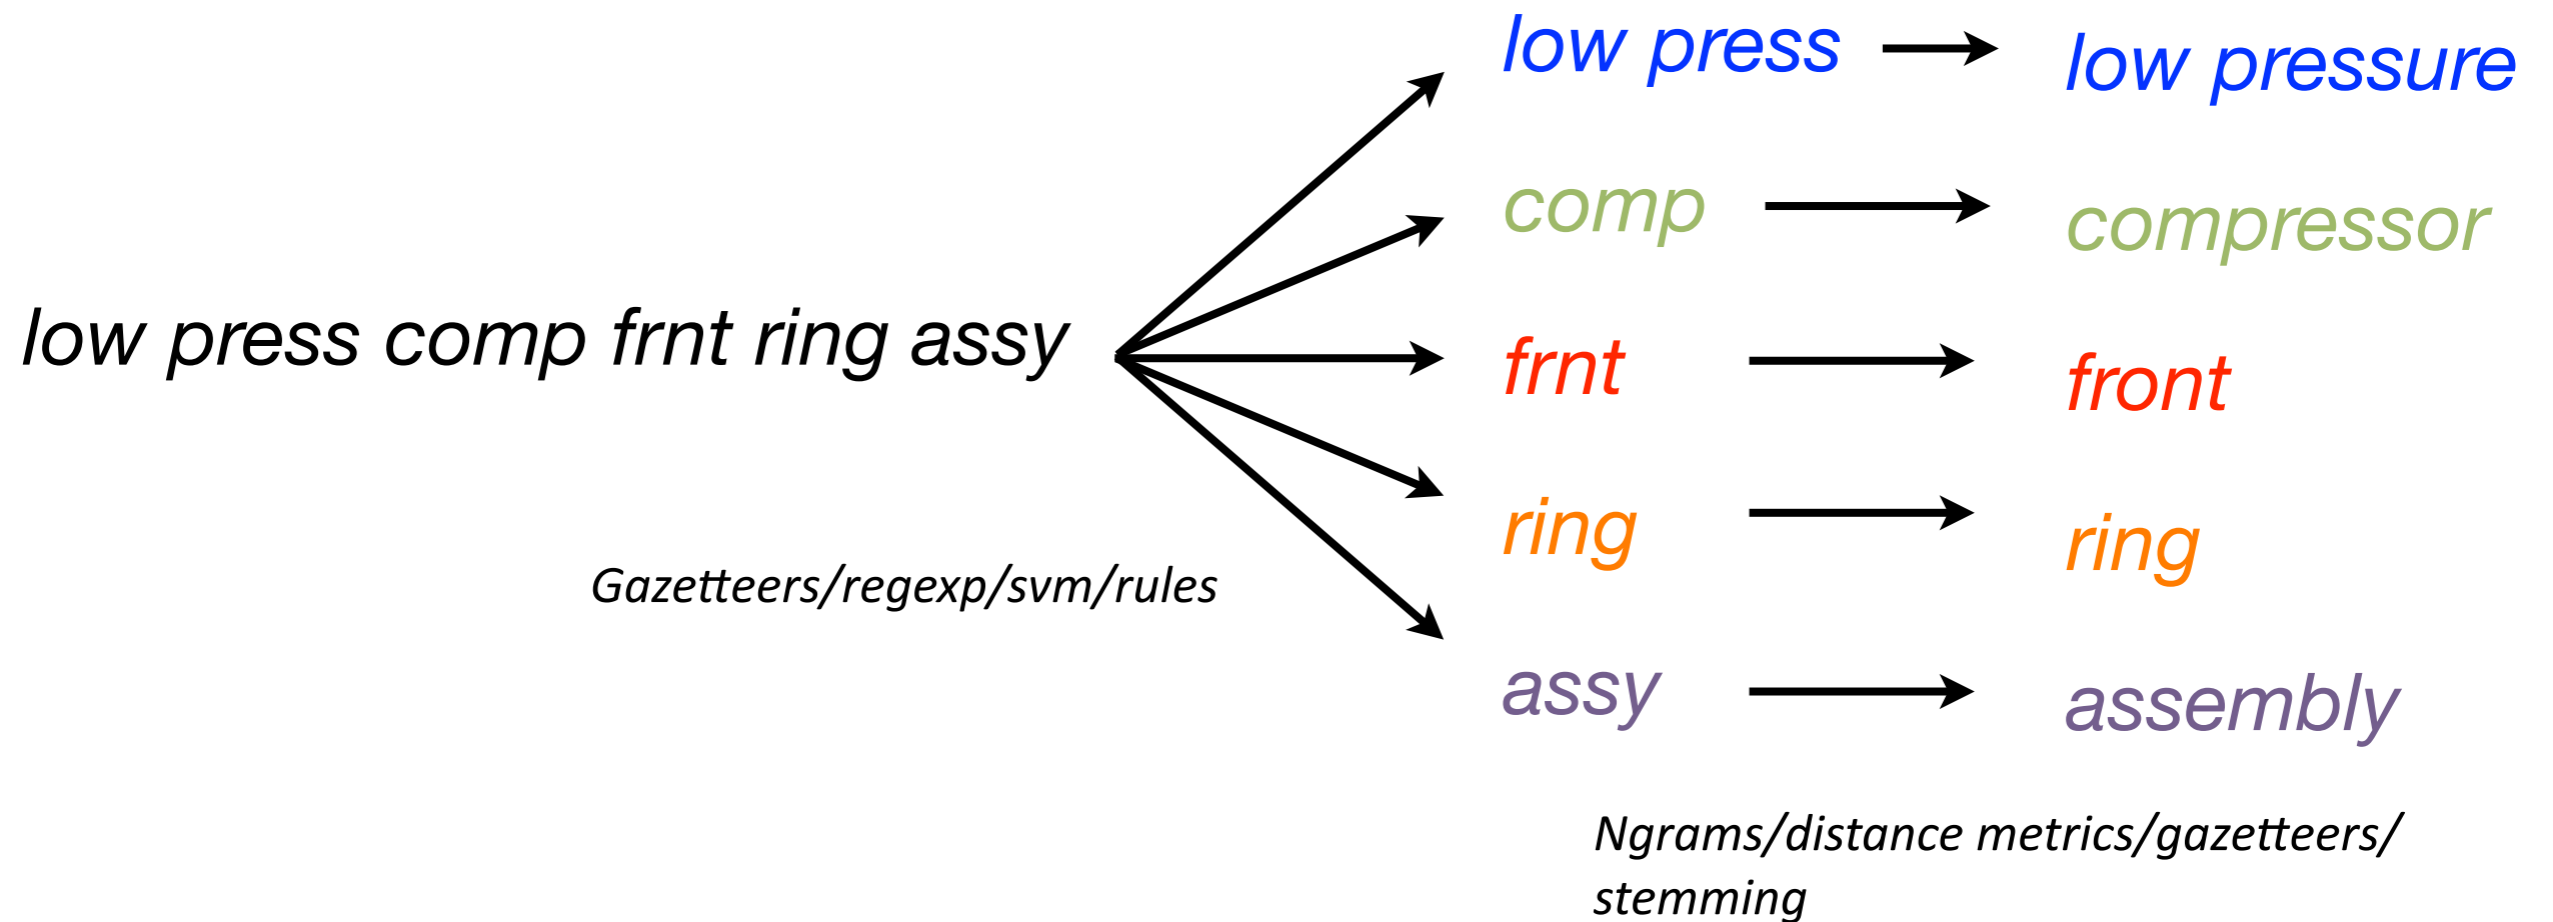 low press comp frnt ring assy
Gazetteers/regexp/svm/rules
low press
low pressure
comp
compressor
frnt
front
ring
ring
assy
assembly
Ngrams/distance metrics/gazetteers/
stemming